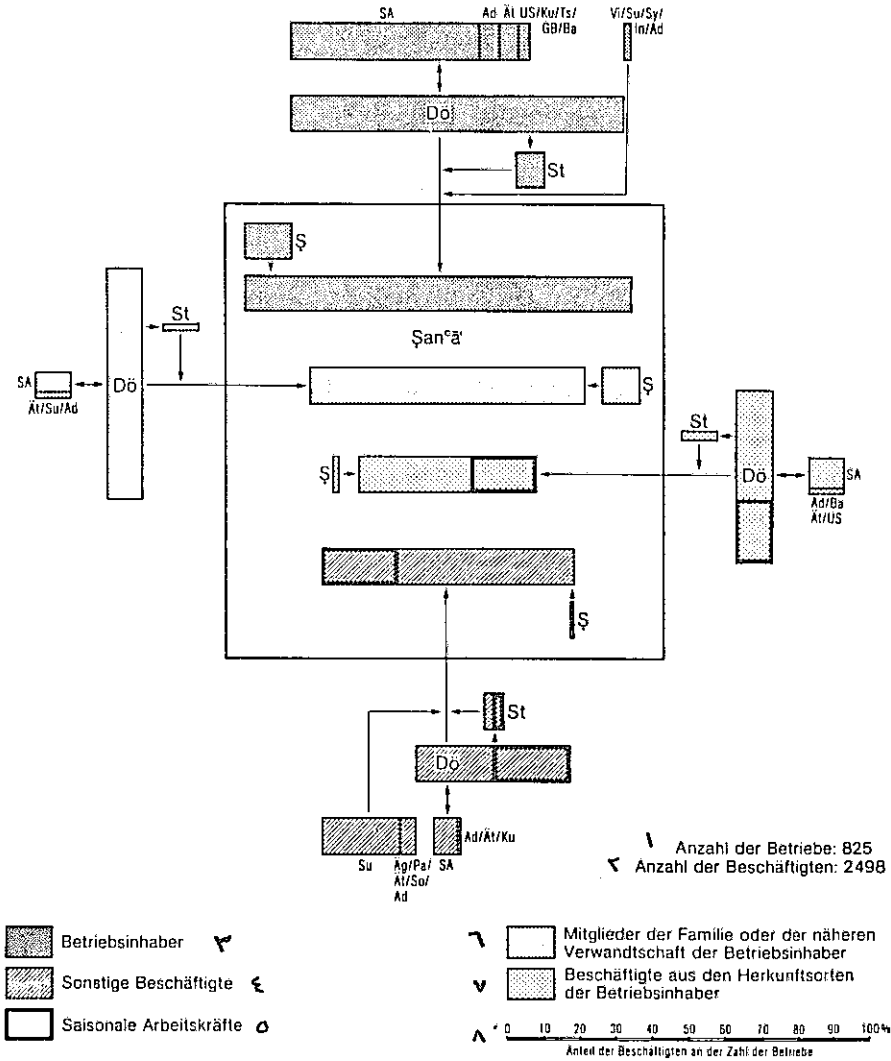 SA
Ad Ät US/Ku/Ts/
GB/Ba
Vi/Su/Sy/
In/Ad
Dö
St
Ṣ
Ṣanᶜāʾ
St
SA
Ät/Su/Ad
Dö
Ṣ
St
Ṣ
Dö
SA
Ad/Ba
Ät/US
Ṣ
St
Dö
Su
Äg/Pa/
Ät/So/
Ad
SA
Ad/Ät/Ku
١ Anzahl der Betriebe: 825
٢ Anzahl der Beschäftigten: 2498
Betriebsinhaber ٣
Sonstige Beschäftigte ٤
Saisonale Arbeitskräfte ٥
٦ Mitglieder der Familie oder der näheren
Verwandtschaft der Betriebsinhaber
٧ Beschäftigte aus den Herkunftsorten
der Betriebsinhaber
٨ 0 10 20 30 40 50 60 70 80 90 100%
Anteil der Beschäftigten an der Zahl der Betriebe